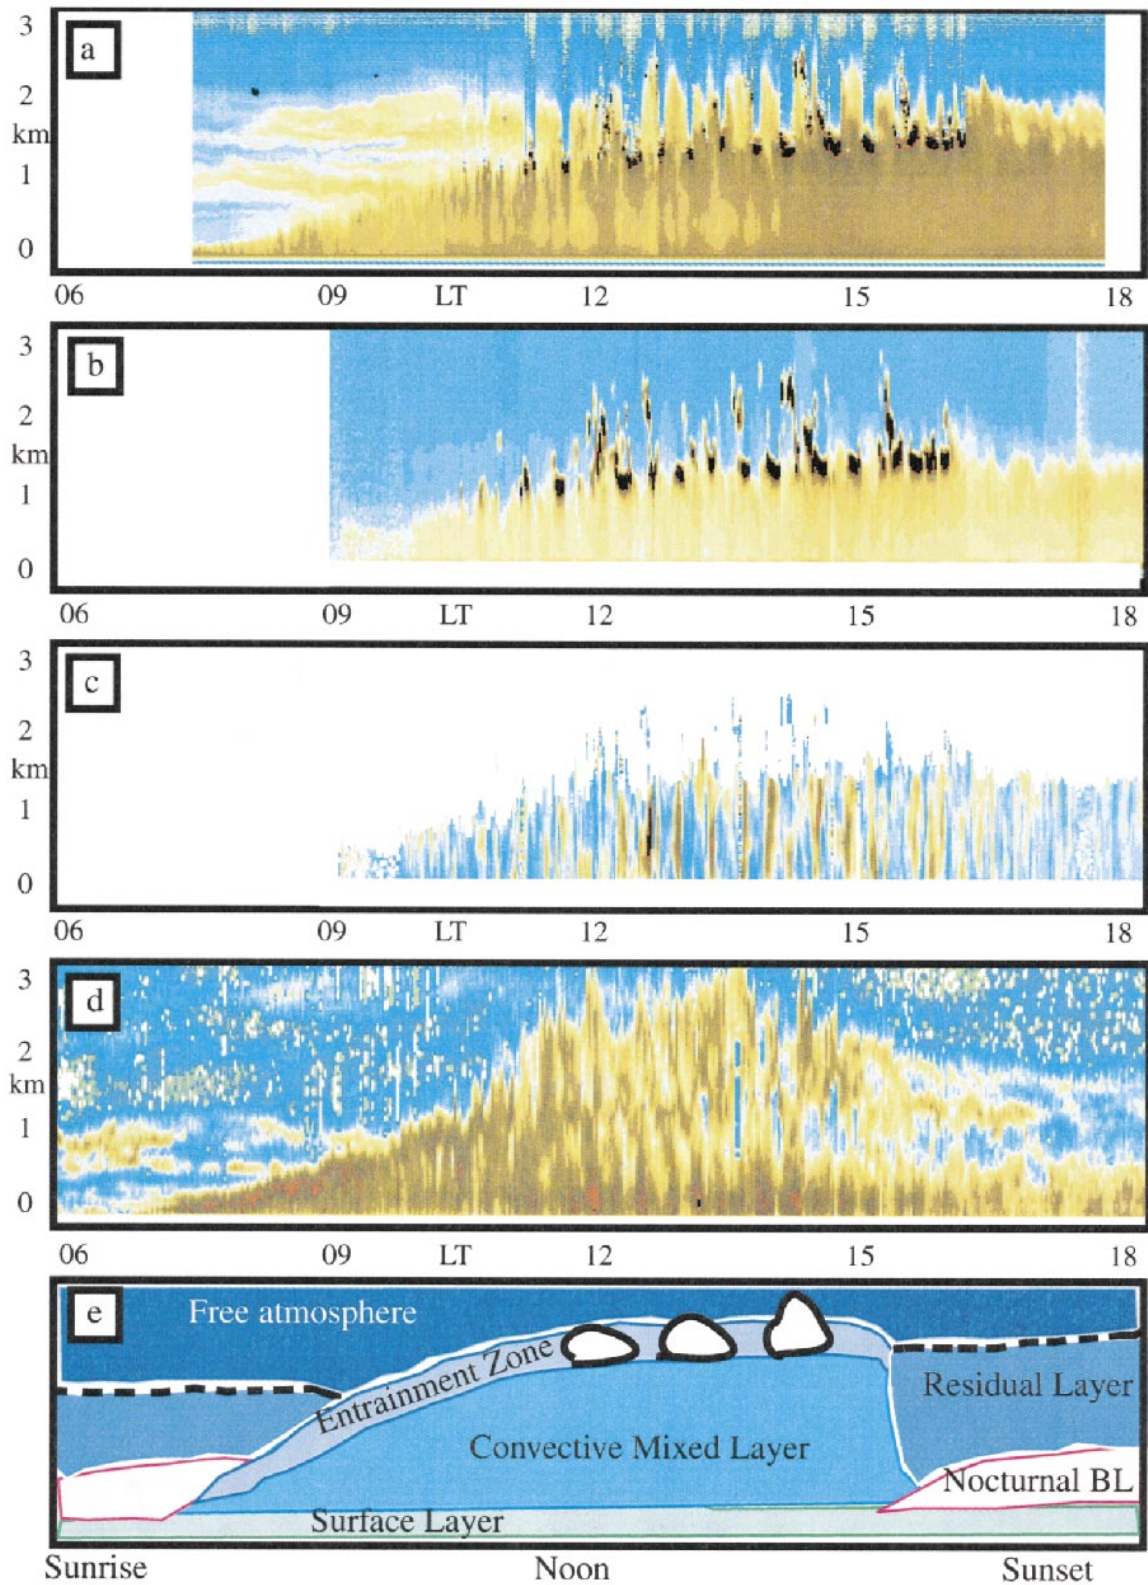 3
a
2
km
1
0
06 09 LT 12 15 18
3
b
2
km
1
0
06 09 LT 12 15 18
3
c
2
km
1
0
06 09 LT 12 15 18
3
d
2
km
1
0
06 09 LT 12 15 18
e
Free atmosphere
Entrainment Zone
Residual Layer
Convective Mixed Layer
Nocturnal BL
Surface Layer
Sunrise Noon Sunset